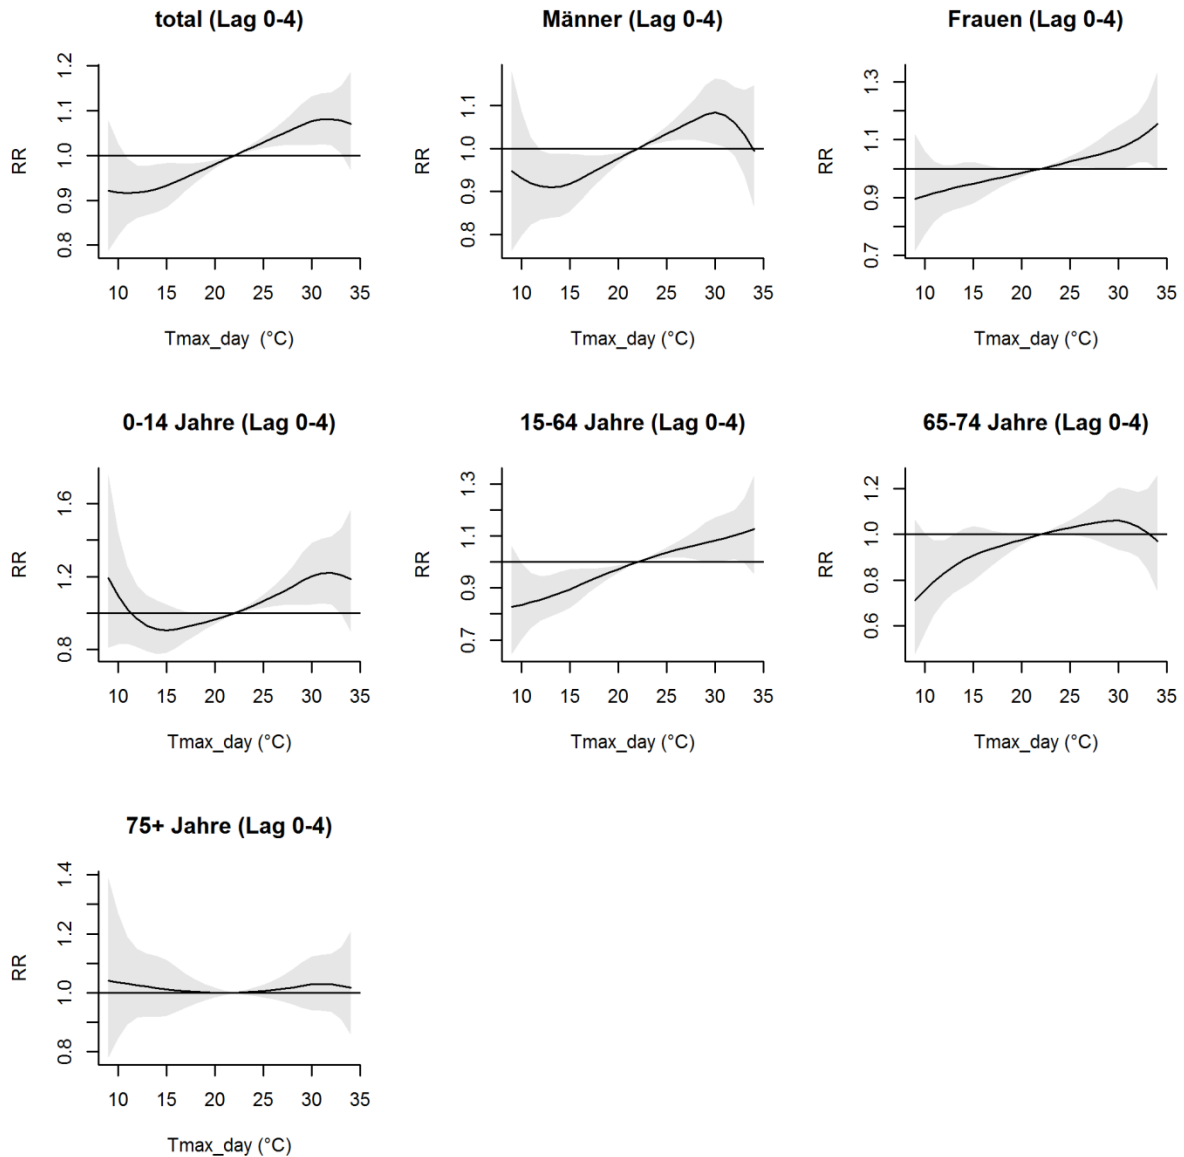 total (Lag 0-4)
RR
0.8 0.9 1.0 1.1 1.2
10 15 20 25 30 35
Tmax_day (°C)
Männer (Lag 0-4)
RR
0.8 0.9 1.0 1.1
10 15 20 25 30 35
Tmax_day (°C)
Frauen (Lag 0-4)
RR
0.7 0.9 1.1 1.3
10 15 20 25 30 35
Tmax_day (°C)
0-14 Jahre (Lag 0-4)
RR
0.8 1.2 1.6
10 15 20 25 30 35
Tmax_day (°C)
15-64 Jahre (Lag 0-4)
RR
0.7 0.9 1.1 1.3
10 15 20 25 30 35
Tmax_day (°C)
65-74 Jahre (Lag 0-4)
RR
0.6 0.8 1.0 1.2
10 15 20 25 30 35
Tmax_day (°C)
75+ Jahre (Lag 0-4)
RR
0.8 1.0 1.2 1.4
10 15 20 25 30 35
Tmax_day (°C)